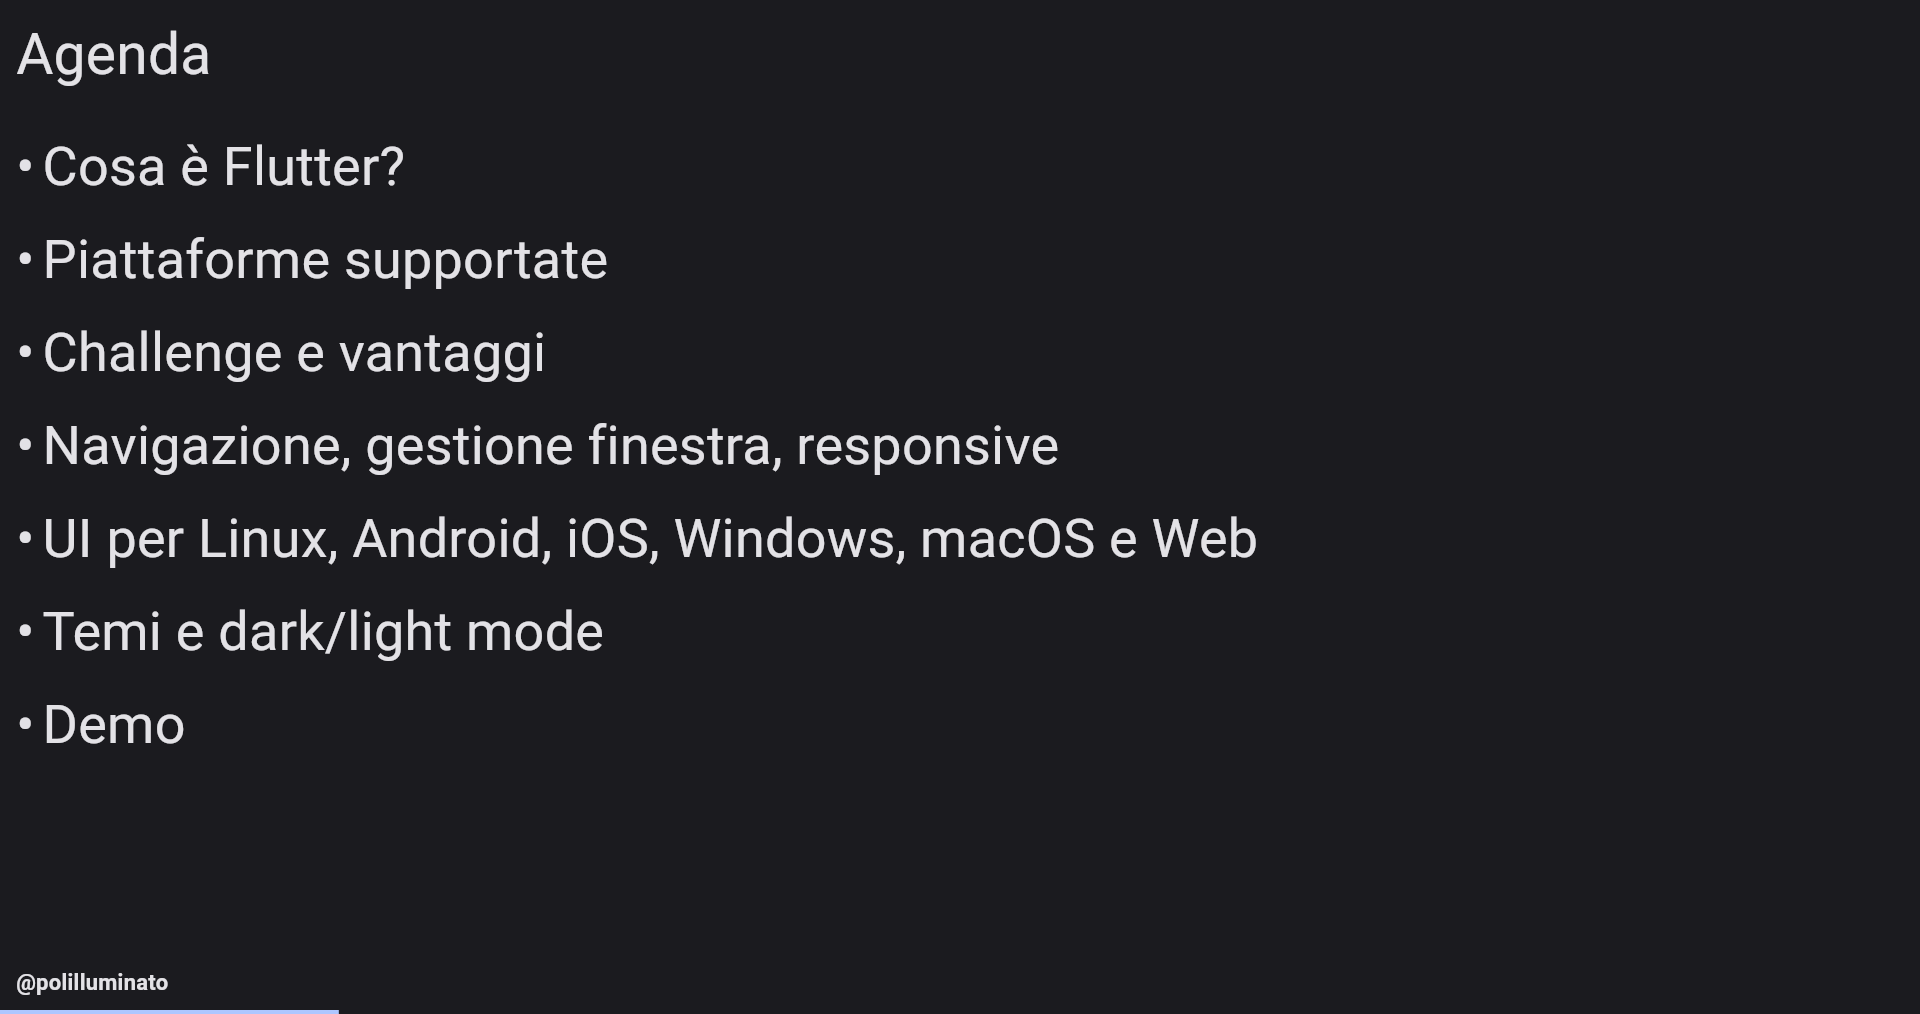 Agenda
• Cosa è Flutter?
• Piattaforme supportate
• Challenge e vantaggi
• Navigazione, gestione finestra, responsive
• UI per Linux, Android, iOS, Windows, macOS e Web
• Temi e dark/light mode
• Demo
@polilluminato